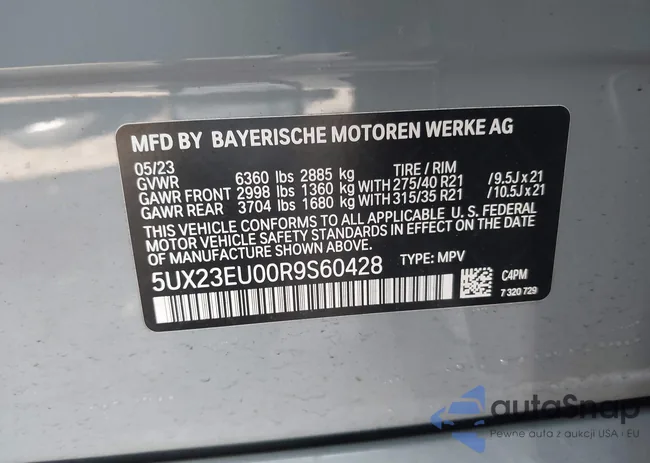 MFD BY BAYERISCHE MOTOREN WERKE AG
05/23 TIRE / RIM
GVWR 6360 lbs 2885 kg
GAWR FRONT 2998 lbs 1360 kg WITH 275/40 R21 /9.5J x 21
GAWR REAR 3704 lbs 1680 kg WITH 315/35 R21 /10.5J x 21
THIS VEHICLE CONFORMS TO ALL APPLICABLE U. S. FEDERAL
MOTOR VEHICLE SAFETY STANDARDS IN EFFECT ON THE DATE
OF MANUFACTURE SHOWN ABOVE.
5UX23EU00R9S60428 TYPE: MPV
C4PM
7 320 729
autoSnap
Pewne auta z aukcji USA i EU